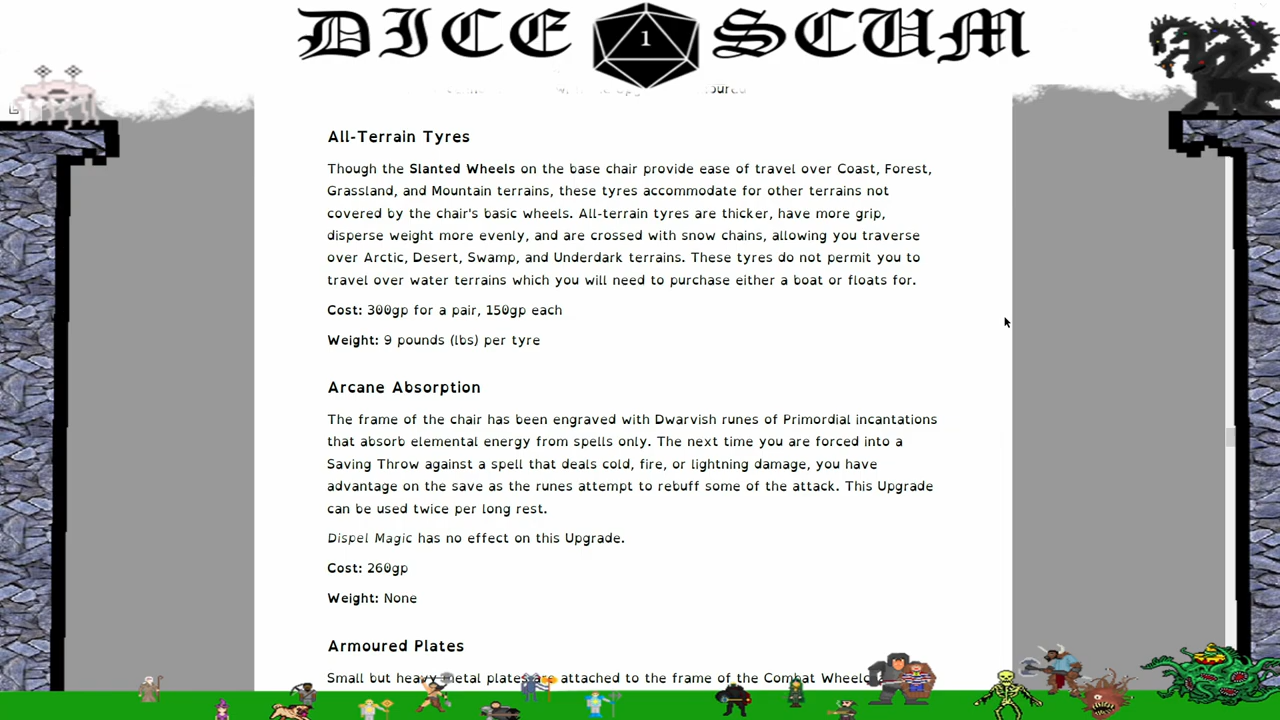 DICE 1 SCUM
All-Terrain Tyres
Though the Slanted Wheels on the base chair provide ease of travel over Coast, Forest,
Grassland, and Mountain terrains, these tyres accommodate for other terrains not
covered by the chair's basic wheels. All-terrain tyres are thicker, have more grip,
disperse weight more evenly, and are crossed with snow chains, allowing you traverse
over Arctic, Desert, Swamp, and Underdark terrains. These tyres do not permit you to
travel over water terrains which you will need to purchase either a boat or floats for.
Cost: 300gp for a pair, 150gp each
Weight: 9 pounds (lbs) per tyre
Arcane Absorption
The frame of the chair has been engraved with Dwarvish runes of Primordial incantations
that absorb elemental energy from spells only. The next time you are forced into a
Saving Throw against a spell that deals cold, fire, or lightning damage, you have
advantage on the save as the runes attempt to rebuff some of the attack. This Upgrade
can be used twice per long rest.
Dispel Magic has no effect on this Upgrade.
Cost: 260gp
Weight: None
Armoured Plates
Small but heavy metal plates are attached to the frame of the Combat